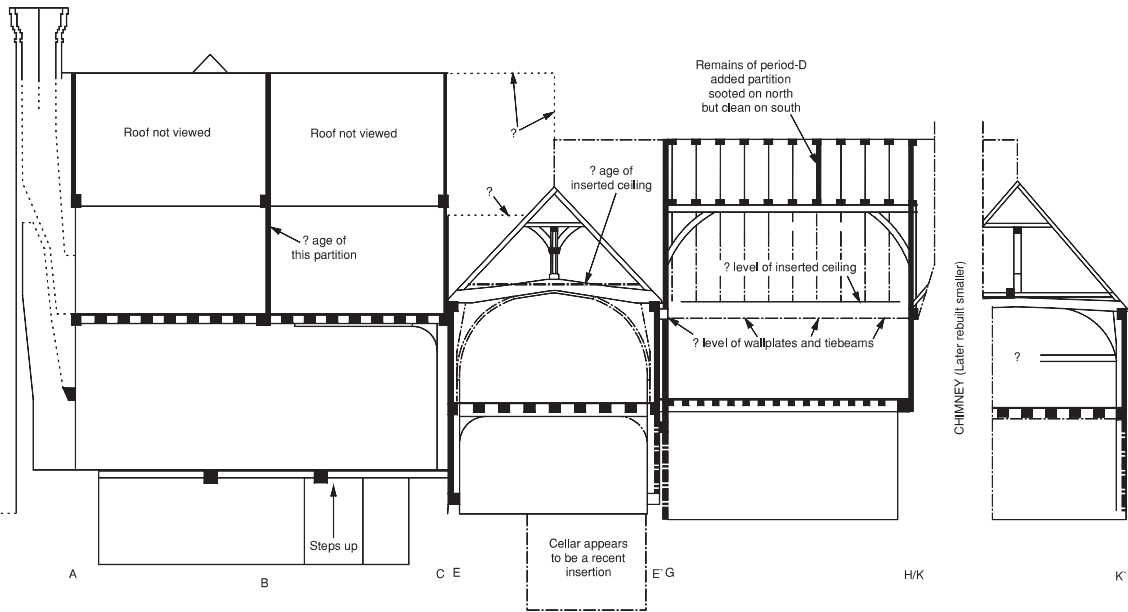 Remains of period-D
added partition
sooted on north
but clean on south
Roof not viewed
Roof not viewed
?
? age of
inserted ceiling
?
? age of
this partition
? level of inserted ceiling
? level of wallplates and tiebeams
?
CHIMNEY (Later rebuilt smaller)
Steps up
Cellar appears
to be a recent
insertion
A
B
C
E
E`
G
H/K
K`